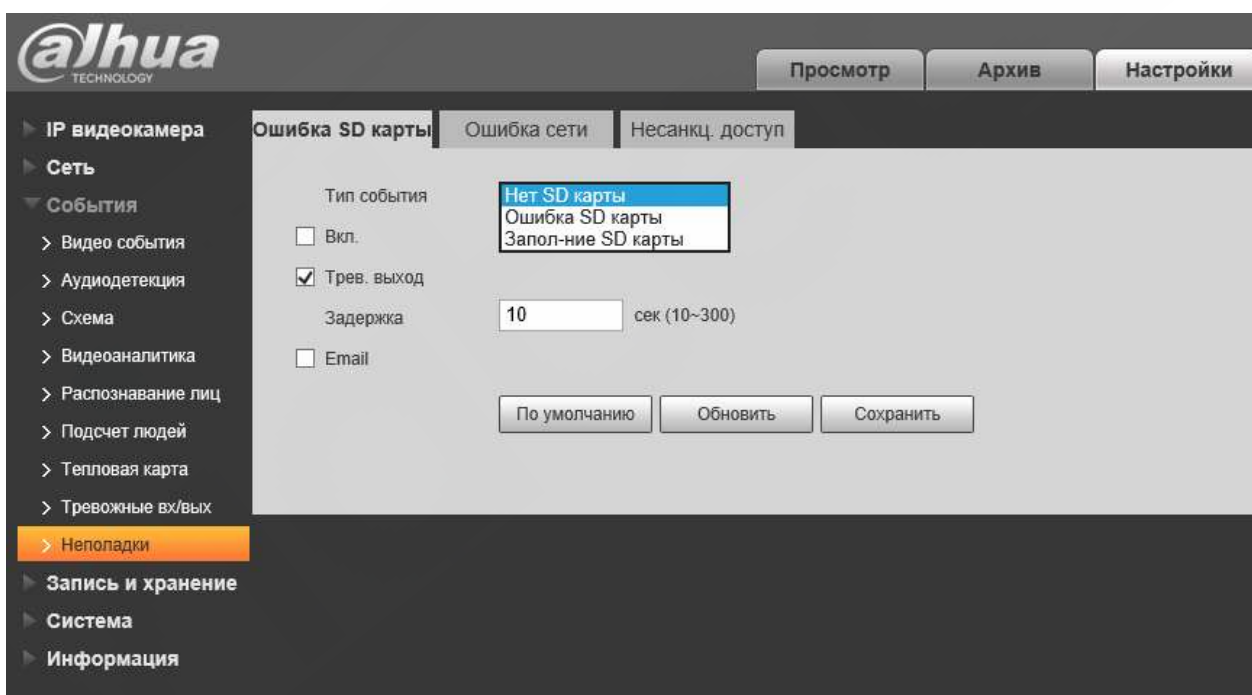 alhua
TECHNOLOGY
Просмотр
Архив
Настройки
IP видеокамера
Сеть
События
Видео события
Аудиодетекция
Схема
Видеоаналитика
Распознавание лиц
Подсчет людей
Тепловая карта
Тревожные вх/вых
Неполадки
Запись и хранение
Система
Информация
Ошибка SD карты
Ошибка сети
Несанкц. доступ
Тип события
Нет SD карты
Ошибка SD карты
Запол-ние SD карты
Вкл.
Трев. выход
Задержка
10
сек (10~300)
Email
По умолчанию
Обновить
Сохранить